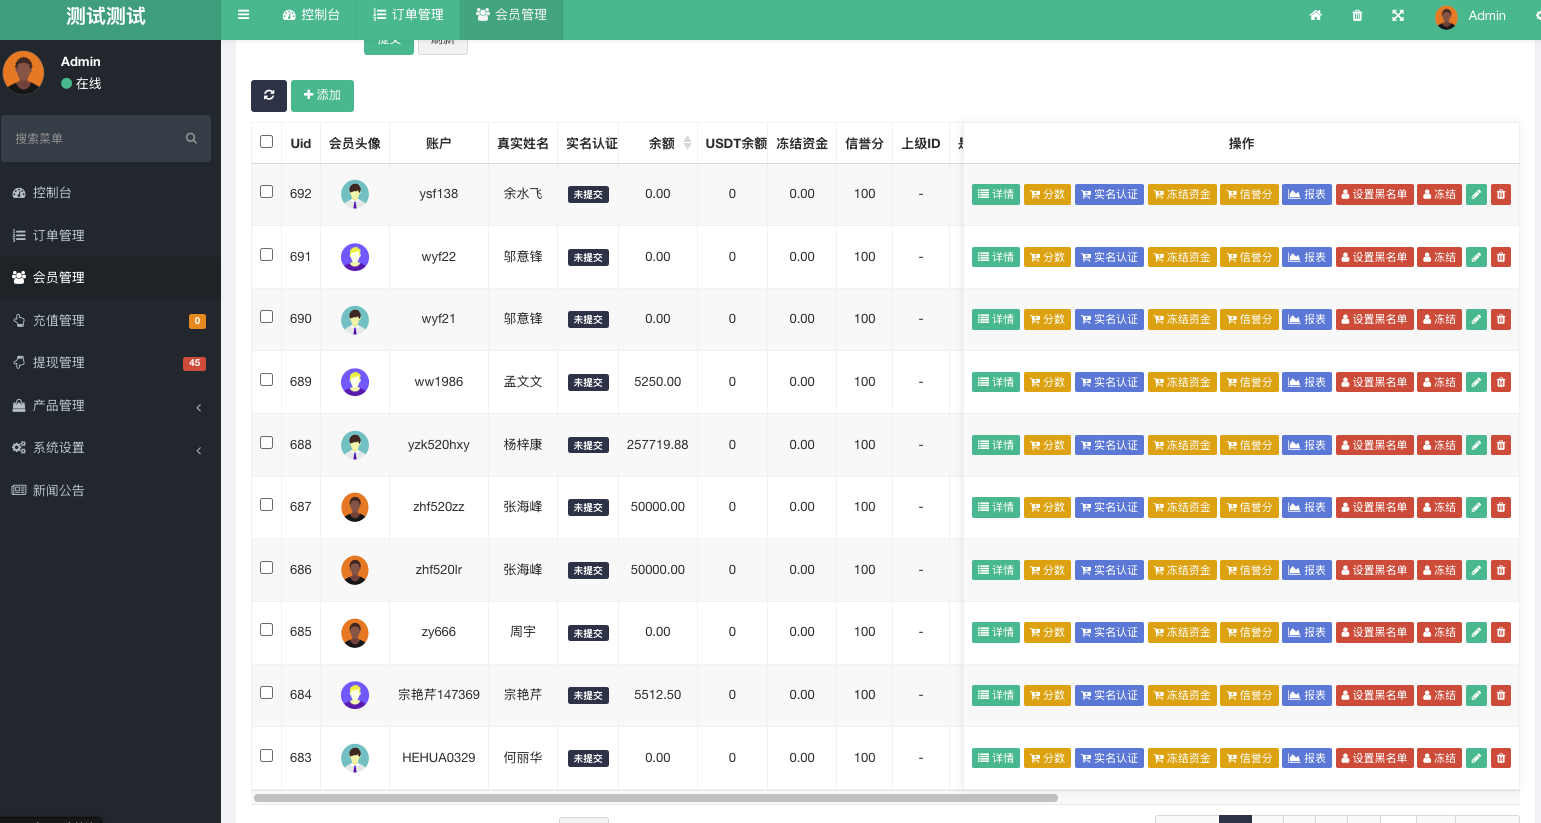 测试测试
控制台 订单管理 会员管理 Admin
Admin
在线
搜索菜单
控制台
订单管理
会员管理
充值管理 0
提现管理 45
产品管理
系统设置
新闻公告
提交 刷新
添加
Uid 会员头像 账户 真实姓名 实名认证 余额 USDT余额 冻结资金 信誉分 上级ID 操作
692 ysf138 余水飞 未提交 0.00 0 0.00 100 - 详情 分数 实名认证 冻结资金 信誉分 报表 设置黑名单 冻结
691 wyf22 邬意锋 未提交 0.00 0 0.00 100 - 详情 分数 实名认证 冻结资金 信誉分 报表 设置黑名单 冻结
690 wyf21 邬意锋 未提交 0.00 0 0.00 100 - 详情 分数 实名认证 冻结资金 信誉分 报表 设置黑名单 冻结
689 ww1986 孟文文 未提交 5250.00 0 0.00 100 - 详情 分数 实名认证 冻结资金 信誉分 报表 设置黑名单 冻结
688 yzk520hxy 杨梓康 未提交 257719.88 0 0.00 100 - 详情 分数 实名认证 冻结资金 信誉分 报表 设置黑名单 冻结
687 zhf520zz 张海峰 未提交 50000.00 0 0.00 100 - 详情 分数 实名认证 冻结资金 信誉分 报表 设置黑名单 冻结
686 zhf520lr 张海峰 未提交 50000.00 0 0.00 100 - 详情 分数 实名认证 冻结资金 信誉分 报表 设置黑名单 冻结
685 zy666 周宇 未提交 0.00 0 0.00 100 - 详情 分数 实名认证 冻结资金 信誉分 报表 设置黑名单 冻结
684 宗艳芹147369 宗艳芹 未提交 5512.50 0 0.00 100 - 详情 分数 实名认证 冻结资金 信誉分 报表 设置黑名单 冻结
683 HEHUA0329 何丽华 未提交 0.00 0 0.00 100 - 详情 分数 实名认证 冻结资金 信誉分 报表 设置黑名单 冻结